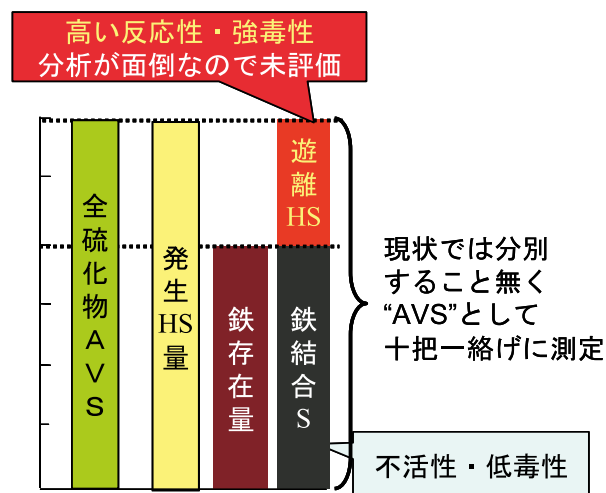 高い反応性・強毒性
分析が面倒なので未評価
全硫化物ＡＶＳ
発生HS量
鉄存在量
遊離HS
鉄結合S
現状では分別
すること無く
“AVS”として
十把一絡げに測定
不活性・低毒性